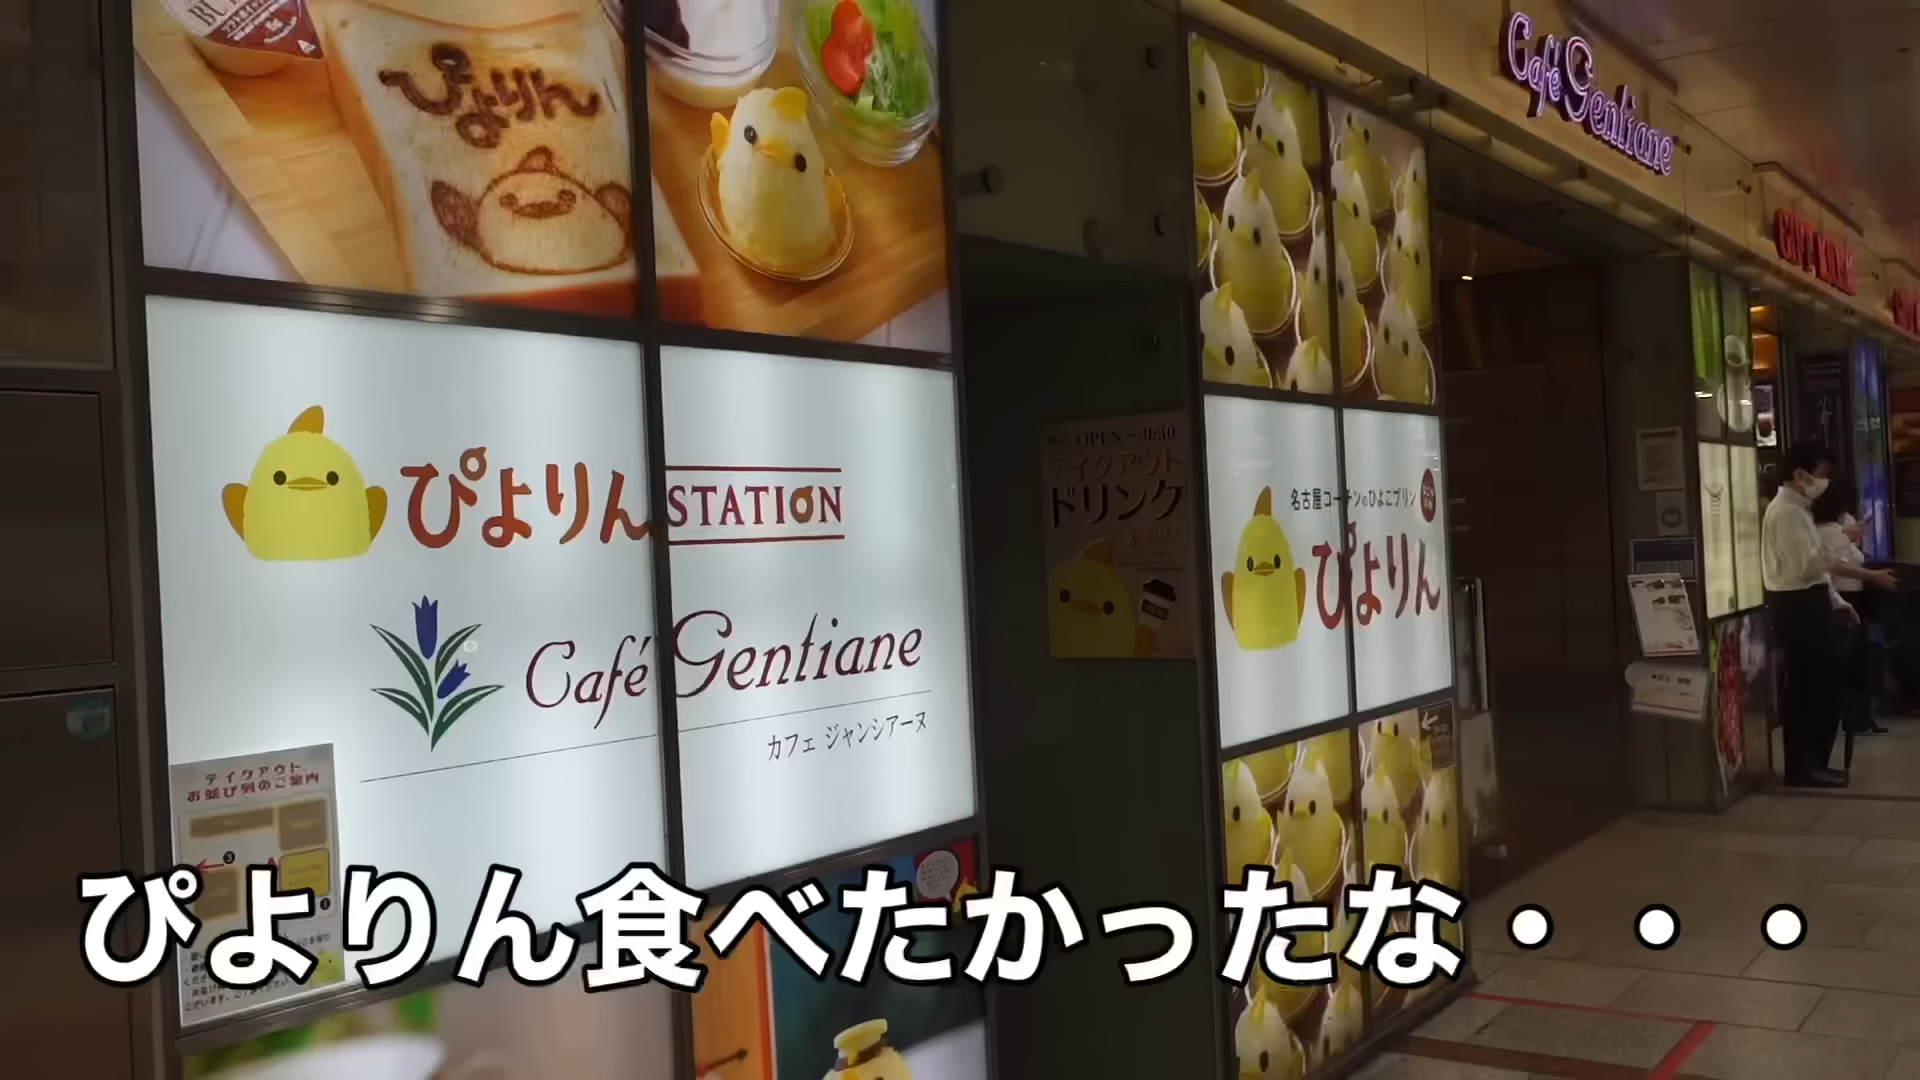 ぴよりん
Café Gentiane
GIFT KIOSK
ぴよりん STATION
Café Gentiane
カフェ ジャンシアーヌ
OPEN~9:30
テイクアウト
ドリンク
名古屋コーチンのひよこプリン
ぴよりん
テイクアウト
お並び列のご案内
ぴよりん食べたかったな・・・